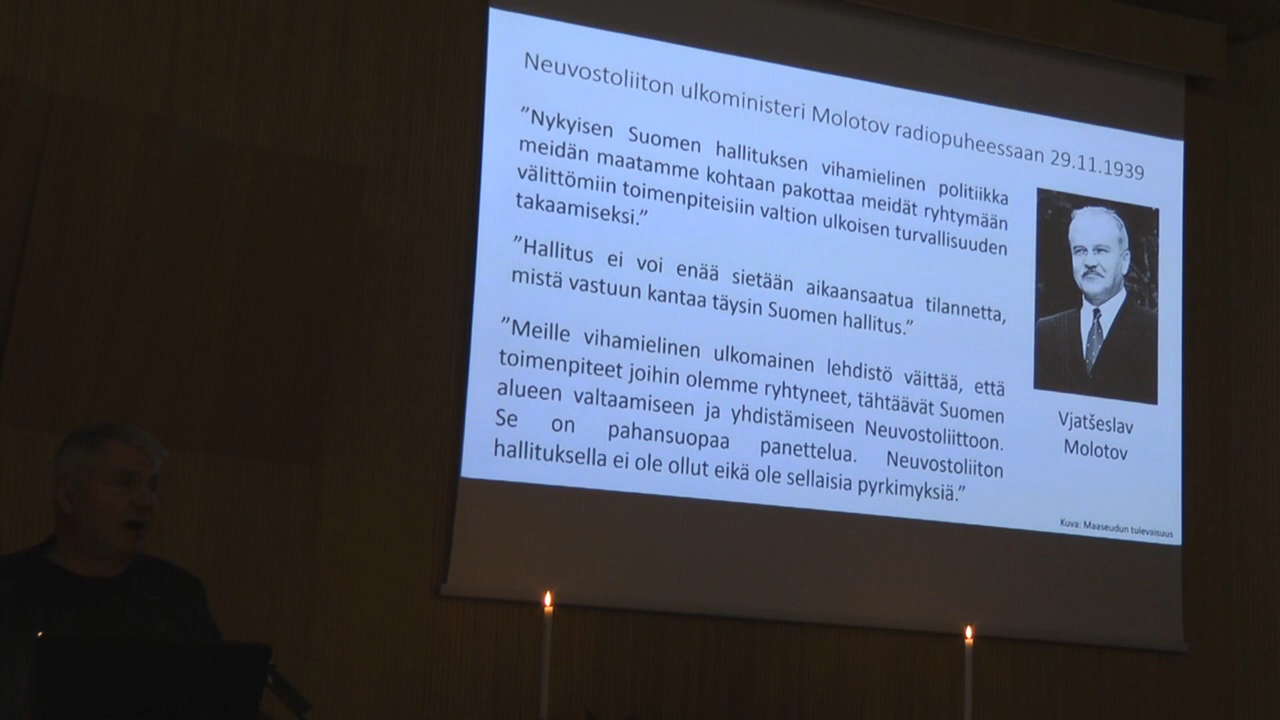 Neuvostoliiton ulkoministeri Molotov radiopuheessaan 29.11.1939
”Nykyisen Suomen hallituksen vihamielinen politiikka
meidän maatamme kohtaan pakottaa meidät ryhtymään
välittömiin toimenpiteisiin valtion ulkoisen turvallisuuden
takaamiseksi.”
”Hallitus ei voi enää sietään aikaansaatua tilannetta,
mistä vastuun kantaa täysin Suomen hallitus.”
”Meille vihamielinen ulkomainen lehdistö väittää, että
toimenpiteet joihin olemme ryhtyneet, tähtäävät Suomen
alueen valtaamiseen ja yhdistämiseen Neuvostoliittoon.
Se on pahansuopaa panettelua. Neuvostoliiton
hallituksella ei ole ollut eikä ole sellaisia pyrkimyksiä.”
Vjatšeslav
Molotov
Kuva: Maaseudun tulevaisuus